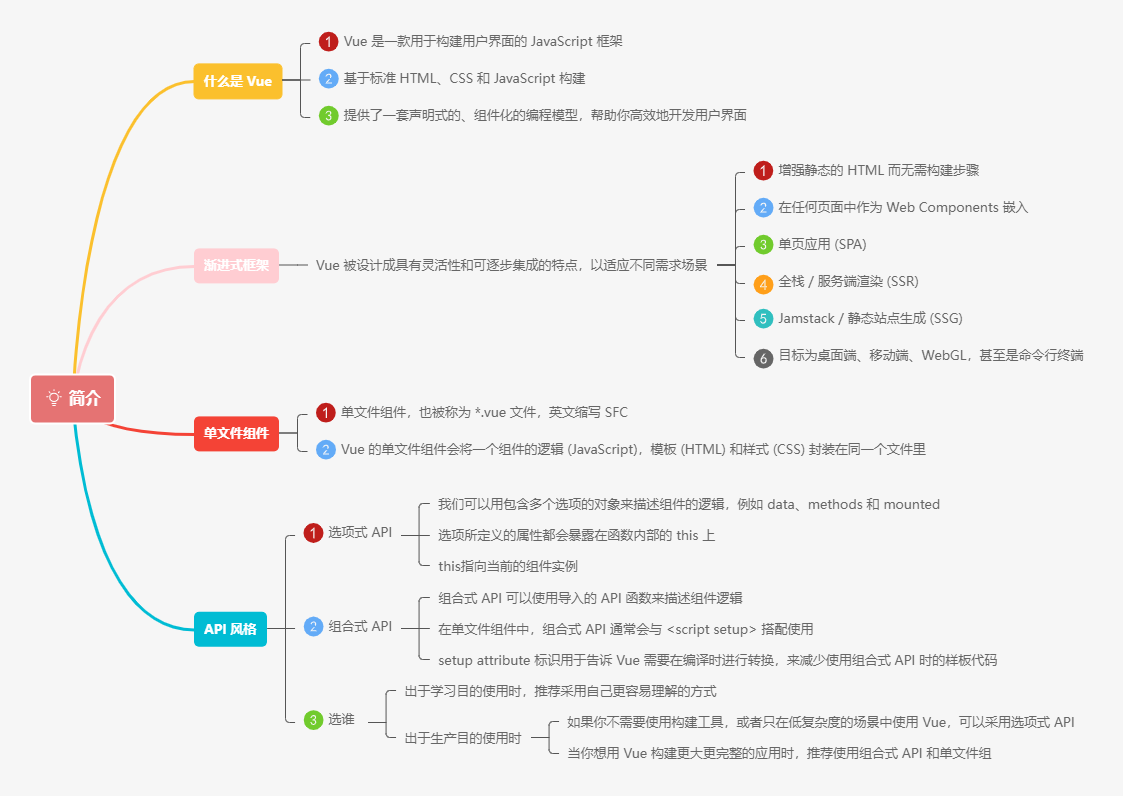 简介
什么是 Vue
1 Vue 是一款用于构建用户界面的 JavaScript 框架
2 基于标准 HTML、CSS 和 JavaScript 构建
3 提供了一套声明式的、组件化的编程模型，帮助你高效地开发用户界面
渐进式框架
Vue 被设计成具有灵活性和可逐步集成的特点，以适应不同需求场景
1 增强静态的 HTML 而无需构建步骤
2 在任何页面中作为 Web Components 嵌入
3 单页应用 (SPA)
4 全栈 / 服务端渲染 (SSR)
5 Jamstack / 静态站点生成 (SSG)
6 目标为桌面端、移动端、WebGL，甚至是命令行终端
单文件组件
1 单文件组件，也被称为 *.vue 文件，英文缩写 SFC
2 Vue 的单文件组件会将一个组件的逻辑 (JavaScript)，模板 (HTML) 和样式 (CSS) 封装在同一个文件里
API 风格
1 选项式 API
我们可以用包含多个选项的对象来描述组件的逻辑，例如 data、methods 和 mounted
选项所定义的属性都会暴露在函数内部的 this 上
this指向当前的组件实例
2 组合式 API
组合式 API 可以使用导入的 API 函数来描述组件逻辑
在单文件组件中，组合式 API 通常会与 <script setup> 搭配使用
setup attribute 标识用于告诉 Vue 需要在编译时进行转换，来减少使用组合式 API 时的样板代码
3 选谁
出于学习目的使用时，推荐采用自己更容易理解的方式
出于生产目的使用时
如果你不需要使用构建工具，或者只在低复杂度的场景中使用 Vue，可以采用选项式 API
当你想用 Vue 构建更大更完整的应用时，推荐使用组合式 API 和单文件组